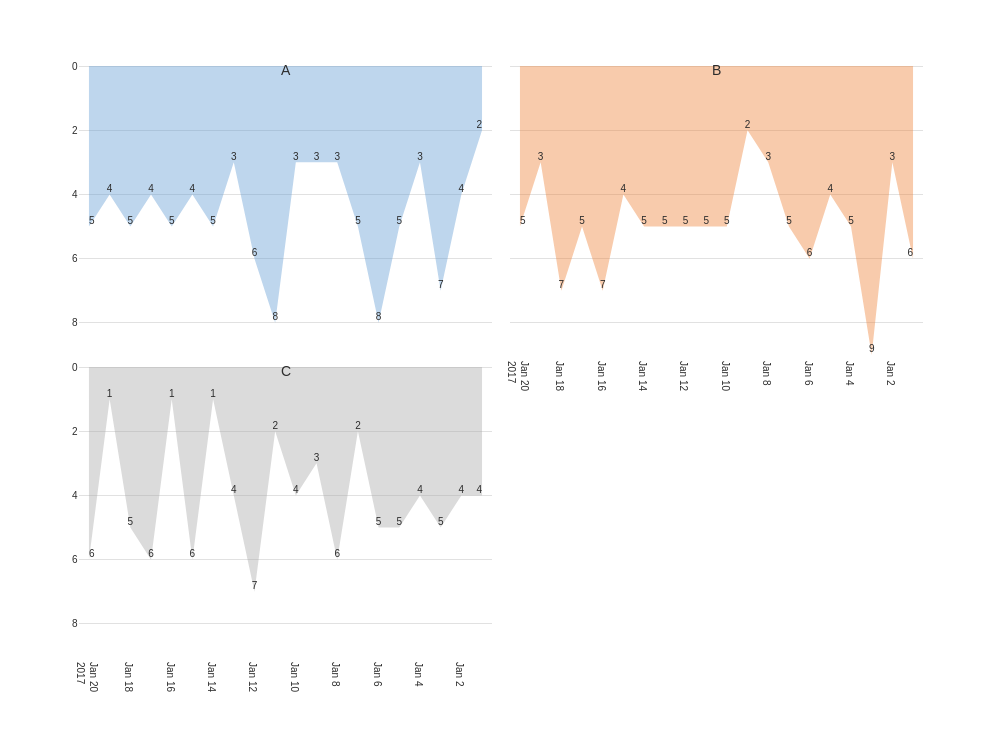 A
0
2
4
6
8
5 4 5 4 5 4 5 3 6 8 3 3 3 5 8 5 3 7 4 2
B
5 3 7 5 7 4 5 5 5 5 5 2 3 5 6 4 5 9 3 6
Jan 20
2017
Jan 18
Jan 16
Jan 14
Jan 12
Jan 10
Jan 8
Jan 6
Jan 4
Jan 2
C
0
2
4
6
8
6 1 5 6 1 6 1 4 7 2 4 3 6 2 5 5 4 5 4 4
Jan 20
2017
Jan 18
Jan 16
Jan 14
Jan 12
Jan 10
Jan 8
Jan 6
Jan 4
Jan 2